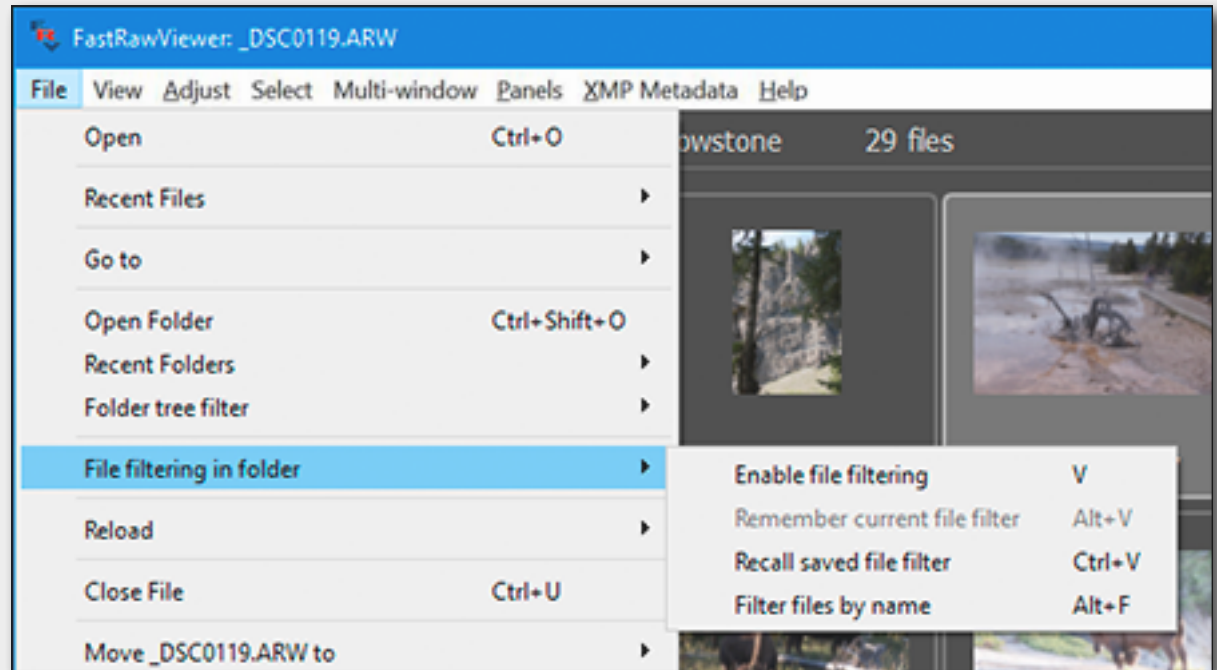 FastRawViewer: _DSC0119.ARW
File View Adjust Select Multi-window Panels XMP Metadata Help
Open Ctrl+O
owstone 29 files
Recent Files
Go to
Open Folder Ctrl+Shift+O
Recent Folders
Folder tree filter
File filtering in folder
Enable file filtering V
Remember current file filter Alt+V
Recall saved file filter Ctrl+V
Filter files by name Alt+F
Reload
Close File Ctrl+U
Move _DSC0119.ARW to